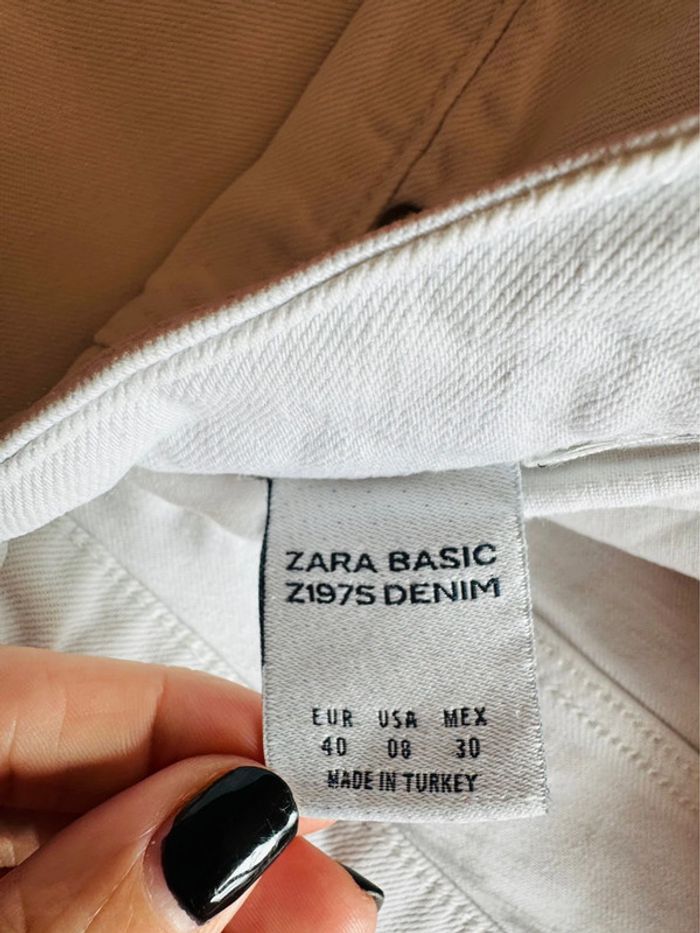 ZARA BASIC
Z1975 DENIM
EUR USA MEX
40 08 30
MADE IN TURKEY